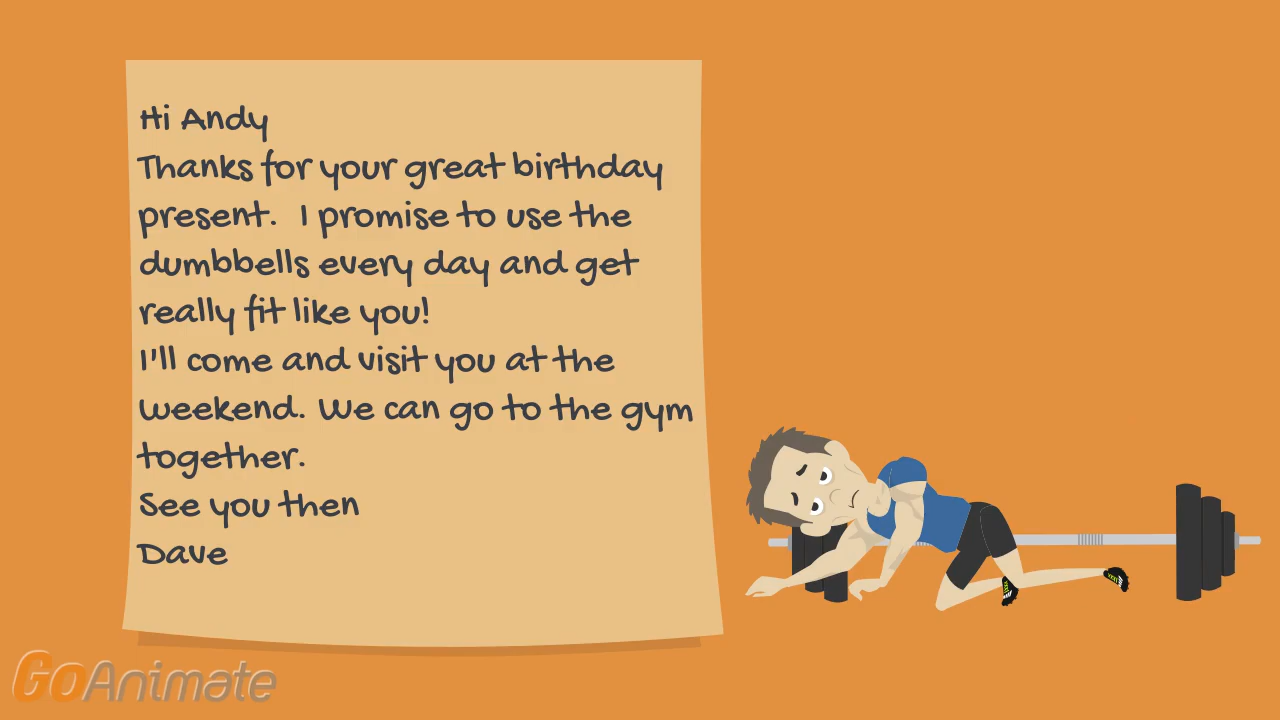 Hi Andy
Thanks for your great birthday
present.  I promise to use the
dumbbells every day and get
really fit like you!
I'll come and visit you at the
weekend. We can go to the gym
together.
See you then
Dave
GoAnimate